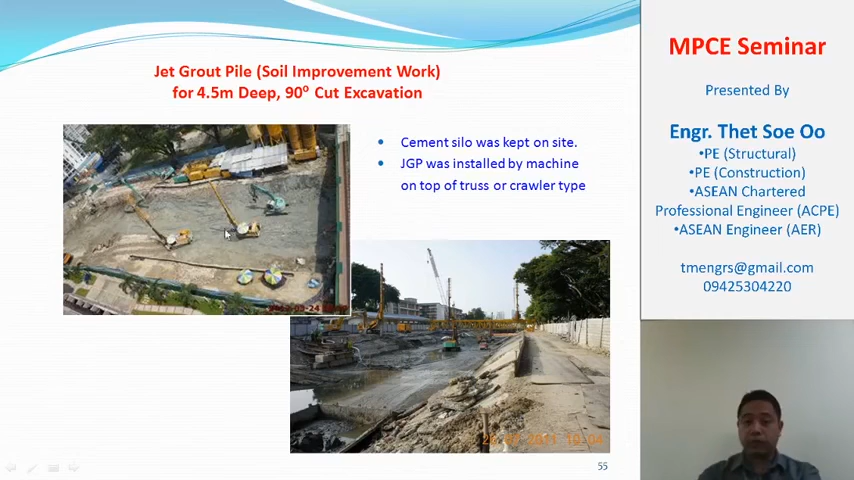 Jet Grout Pile (Soil Improvement Work)
for 4.5m Deep, 90° Cut Excavation
• Cement silo was kept on site.
• JGP was installed by machine
on top of truss or crawler type
55
MPCE Seminar
Presented By
Engr. Thet Soe Oo
•PE (Structural)
•PE (Construction)
•ASEAN Chartered
Professional Engineer (ACPE)
•ASEAN Engineer (AER)
tmengrs@gmail.com
09425304220